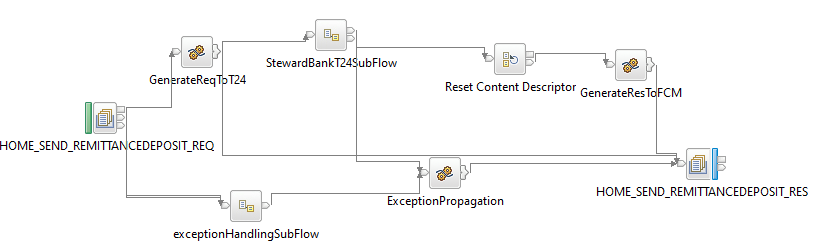 StewardBankT24SubFlow
GenerateReqToT24
Reset Content Descriptor
GenerateResToFCM
HOME_SEND_REMITTANCEDEPOSIT_REQ
HOME_SEND_REMITTANCEDEPOSIT_RES
ExceptionPropagation
exceptionHandlingSubFlow